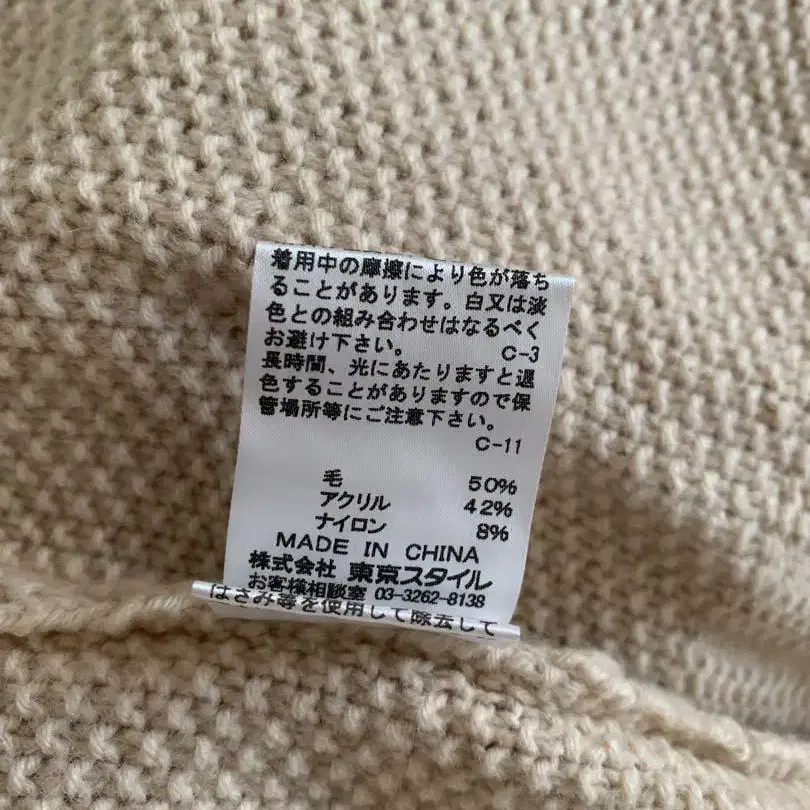 着用中の摩擦により色が落ち
ることがあります。白又は淡
色との組み合わせはなるべく
お避け下さい。 C-3
長時間、光にあたりますと退
色することがありますので保
管場所等にご注意下さい。
C-11
毛 50%
アクリル 42%
ナイロン 8%
MADE IN CHINA
株式会社 東京スタイル
お客様相談室 03-3262-8138
はさみ等を使用して除去して